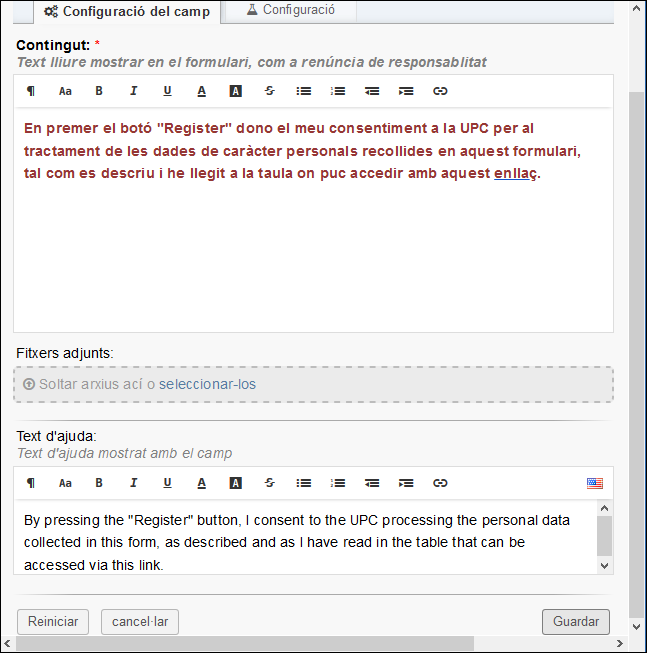 Configuració del camp Configuració
Contingut: *
Text lliure mostrar en el formulari, com a renúncia de responsablitat
¶ Aa B I U A A S
En premer el botó "Register" dono el meu consentiment a la UPC per al
tractament de les dades de caràcter personals recollides en aquest formulari,
tal com es descriu i he llegit a la taula on puc accedir amb aquest enllaç.
Fitxers adjunts:
Soltar arxius ací o seleccionar-los
Text d'ajuda:
Text d'ajuda mostrat amb el camp
¶ Aa B I U A A S
By pressing the "Register" button, I consent to the UPC processing the personal data
collected in this form, as described and as I have read in the table that can be
accessed via this link.
Reiniciar cancel·lar Guardar